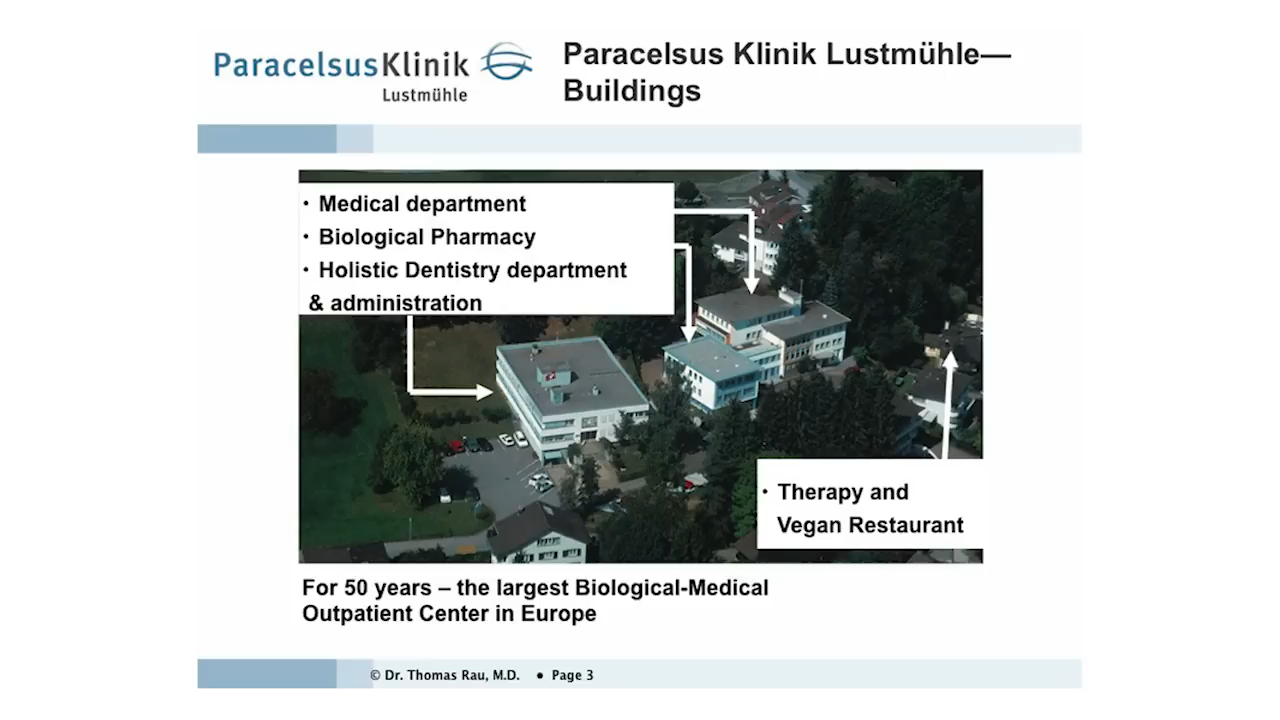 ParacelsusKlinik
Lustmühle
Paracelsus Klinik Lustmühle—
Buildings
• Medical department
• Biological Pharmacy
• Holistic Dentistry department
& administration
• Therapy and
Vegan Restaurant
For 50 years – the largest Biological-Medical
Outpatient Center in Europe
© Dr. Thomas Rau, M.D. • Page 3